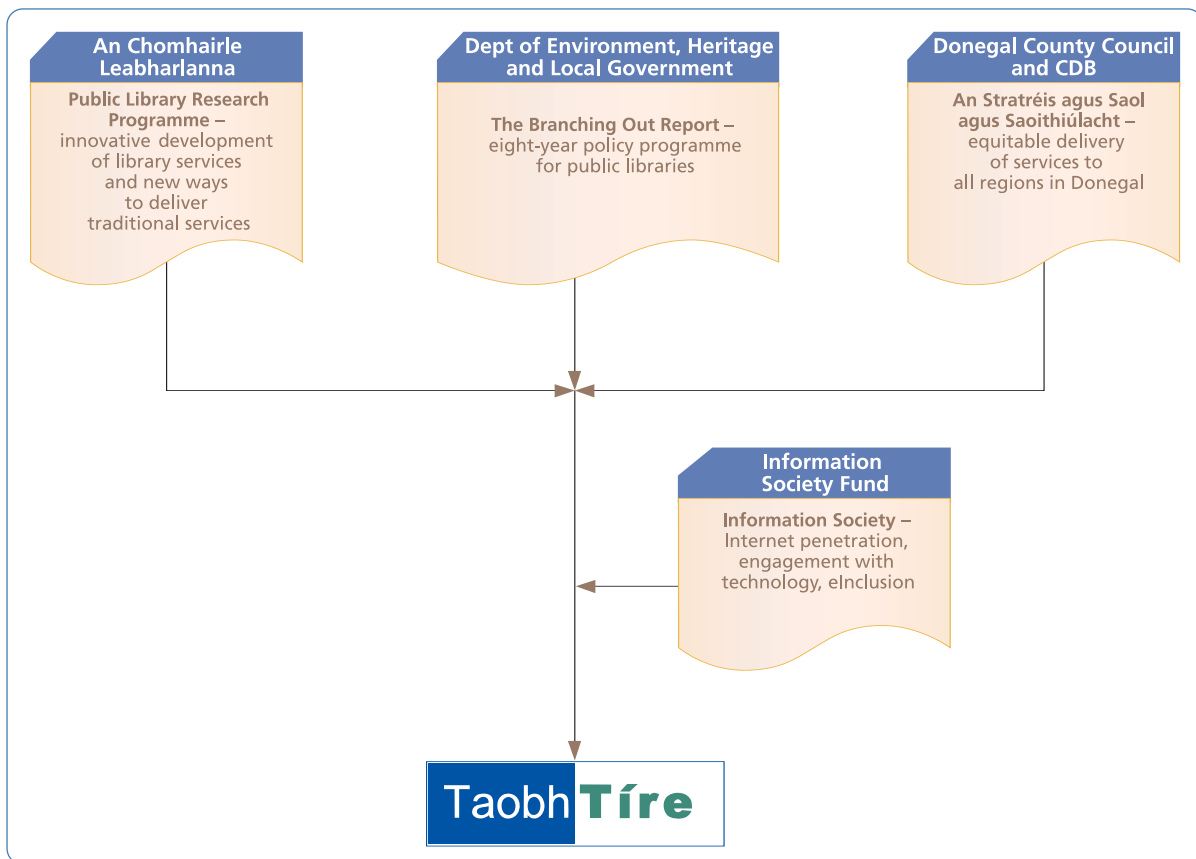 An Chomhairle
Leabharlanna
Public Library Research
Programme –
innovative development
of library services
and new ways
to deliver
traditional services
Dept of Environment, Heritage
and Local Government
The Branching Out Report –
eight-year policy programme
for public libraries
Donegal County Council
and CDB
An Stratréis agus Saol
agus Saoithiúlacht –
equitable delivery
of services to
all regions in Donegal
Information
Society Fund
Information Society –
Internet penetration,
engagement with
technology, eInclusion
Taobh Tíre